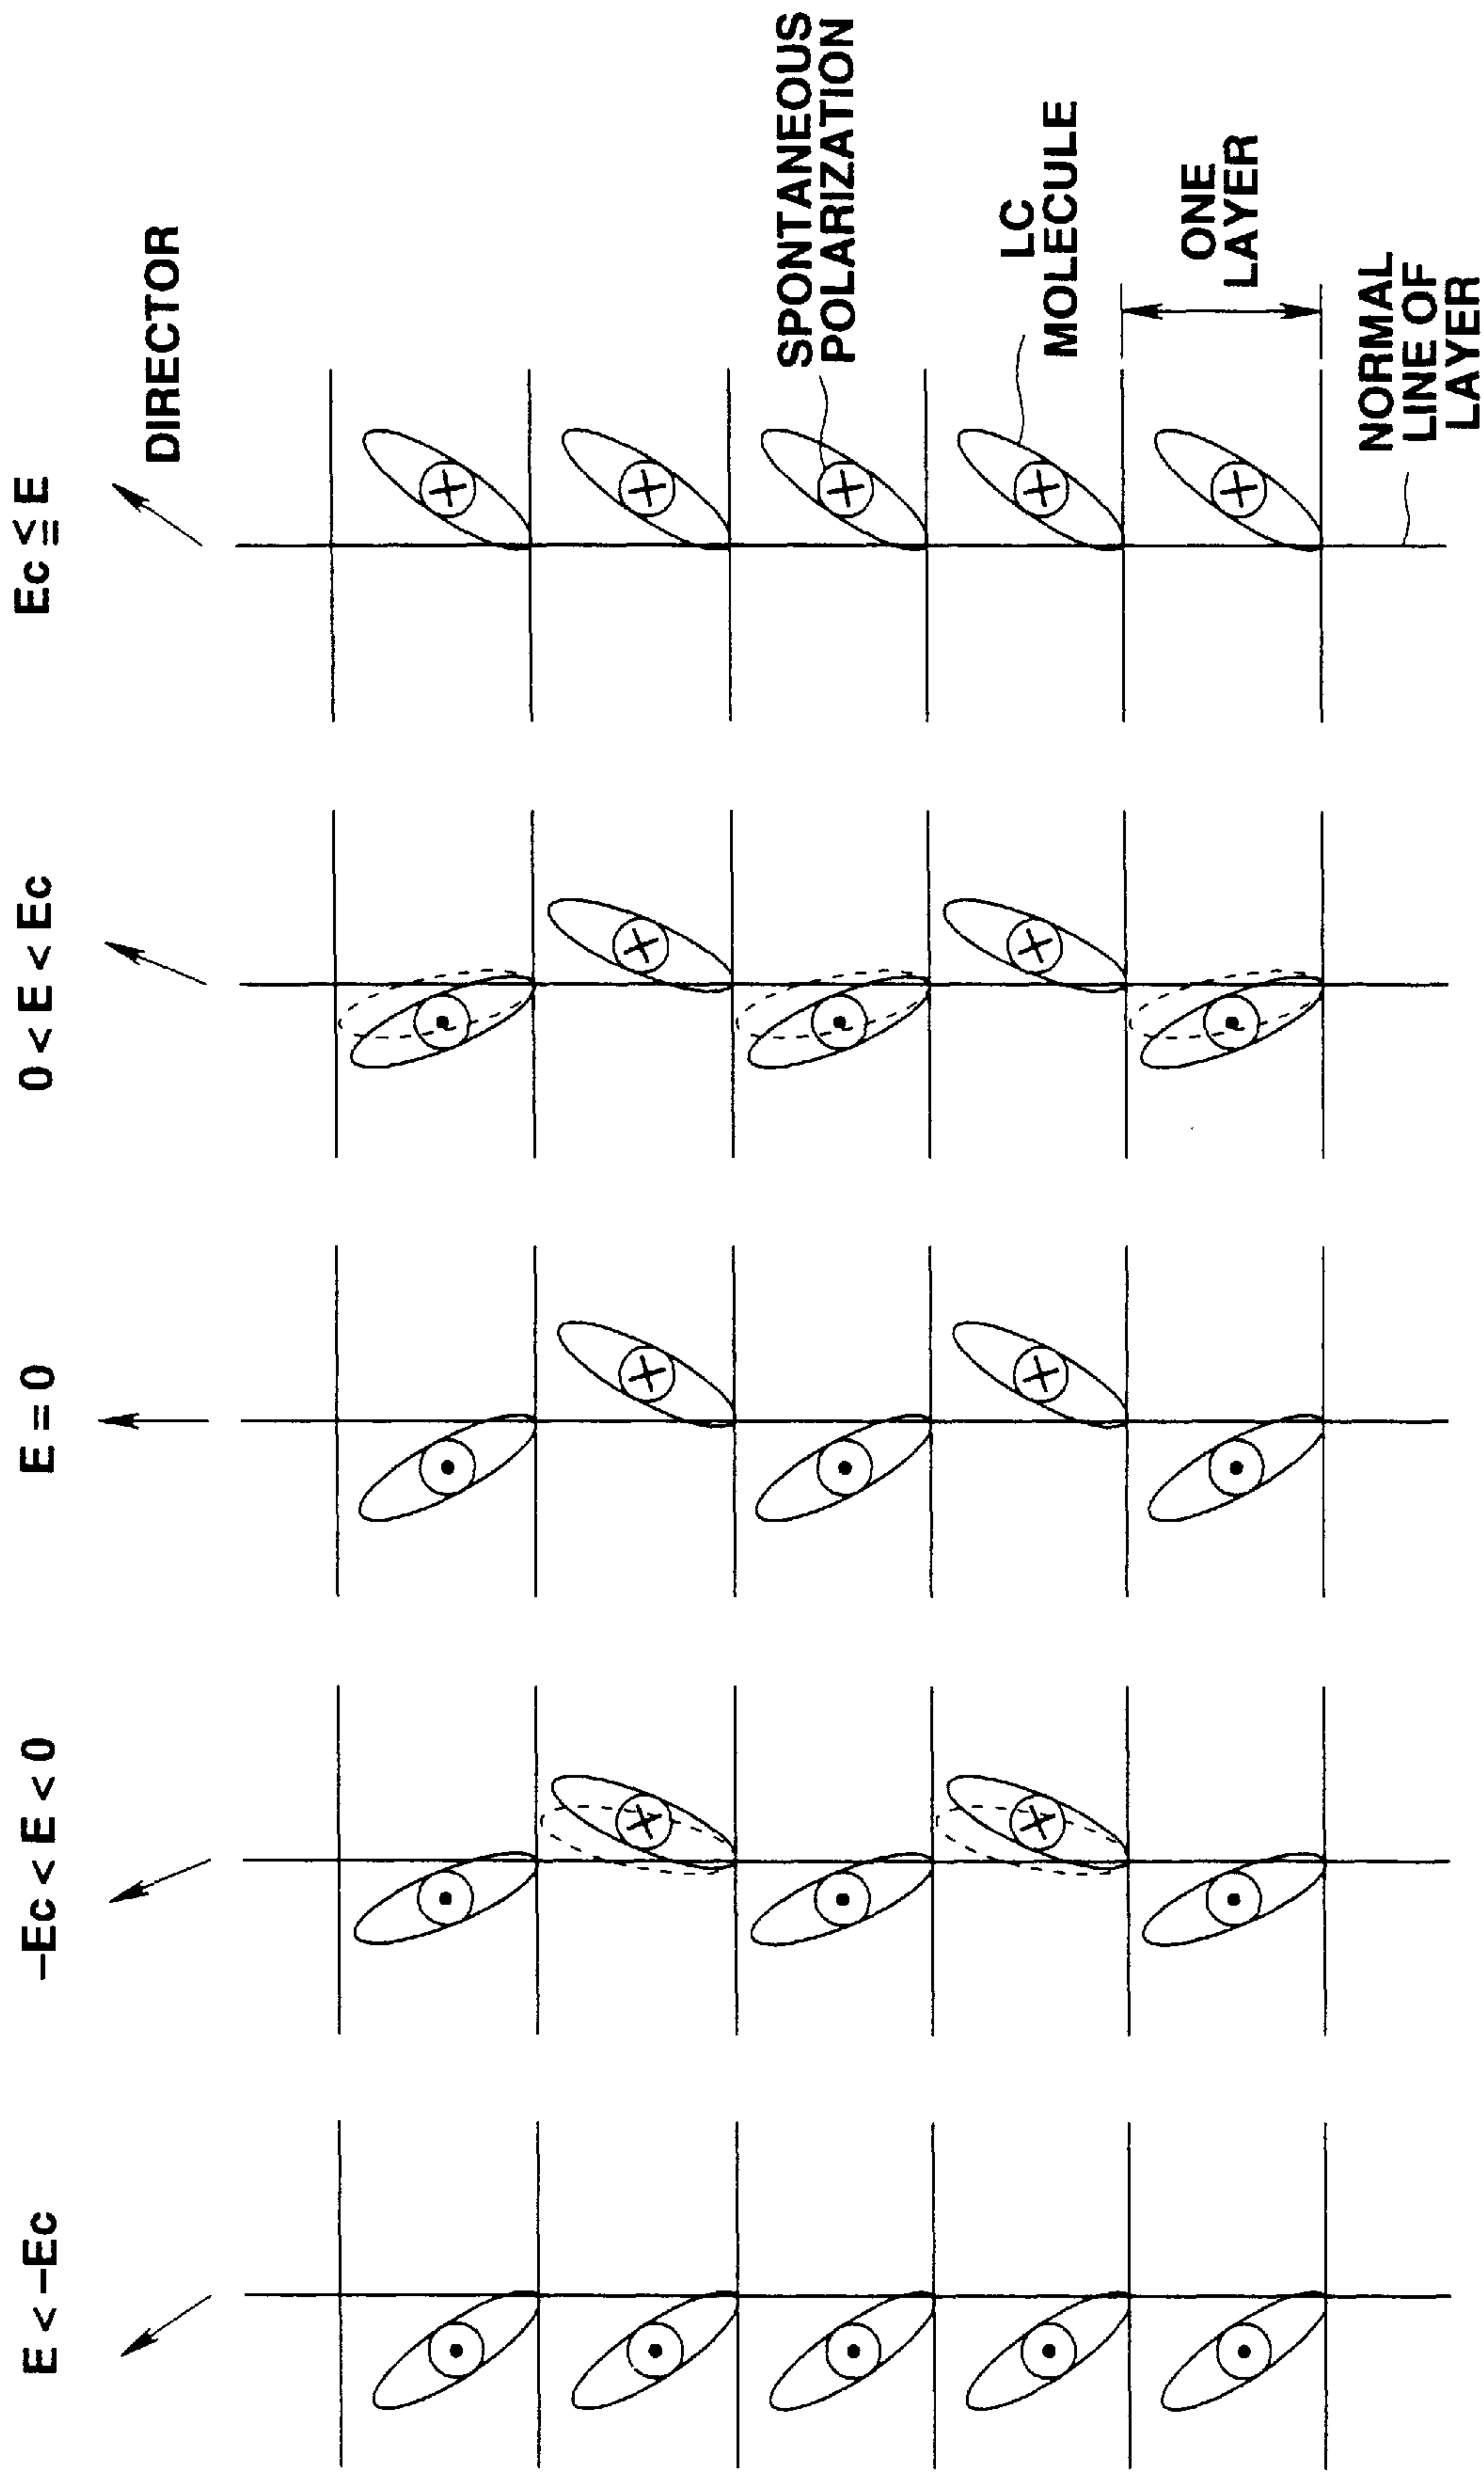 E < –Ec
–Ec < E < 0
E = 0
0 < E < Ec
Ec ≦ E
DIRECTOR
SPONTANEOUS
POLARIZATION
LC
MOLECULE
ONE
LAYER
NORMAL
LINE OF
LAYER